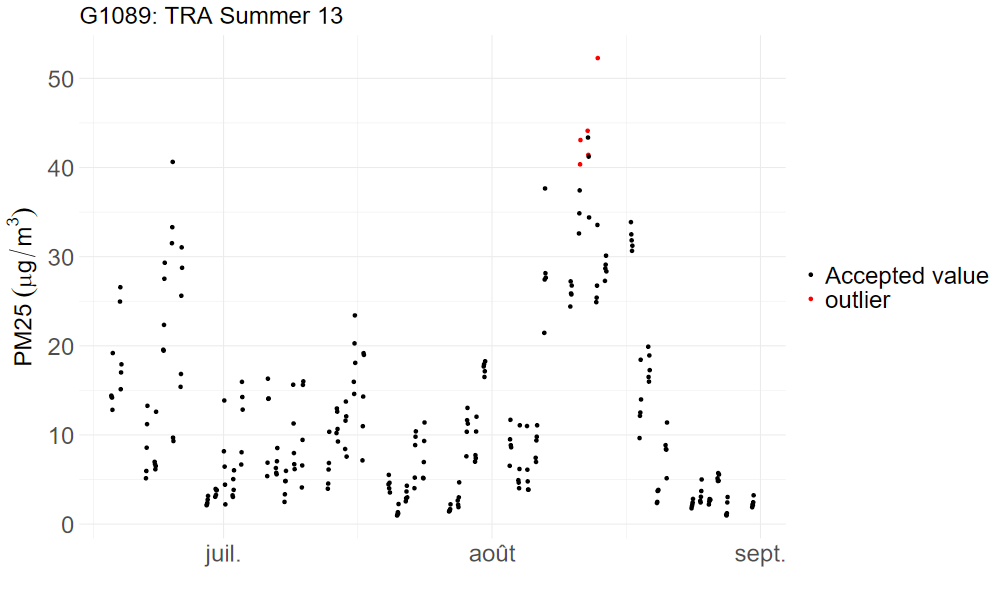 G1089: TRA Summer 13
PM25 (μg/m³)
50
40
30
20
10
0
juil.
août
sept.
Accepted value
outlier